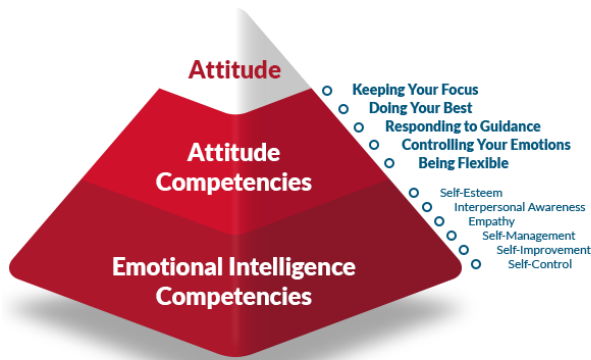 Attitude
Keeping Your Focus
Doing Your Best
Responding to Guidance
Controlling Your Emotions
Being Flexible
Attitude
Competencies
Self-Esteem
Interpersonal Awareness
Empathy
Self-Management
Self-Improvement
Self-Control
Emotional Intelligence
Competencies